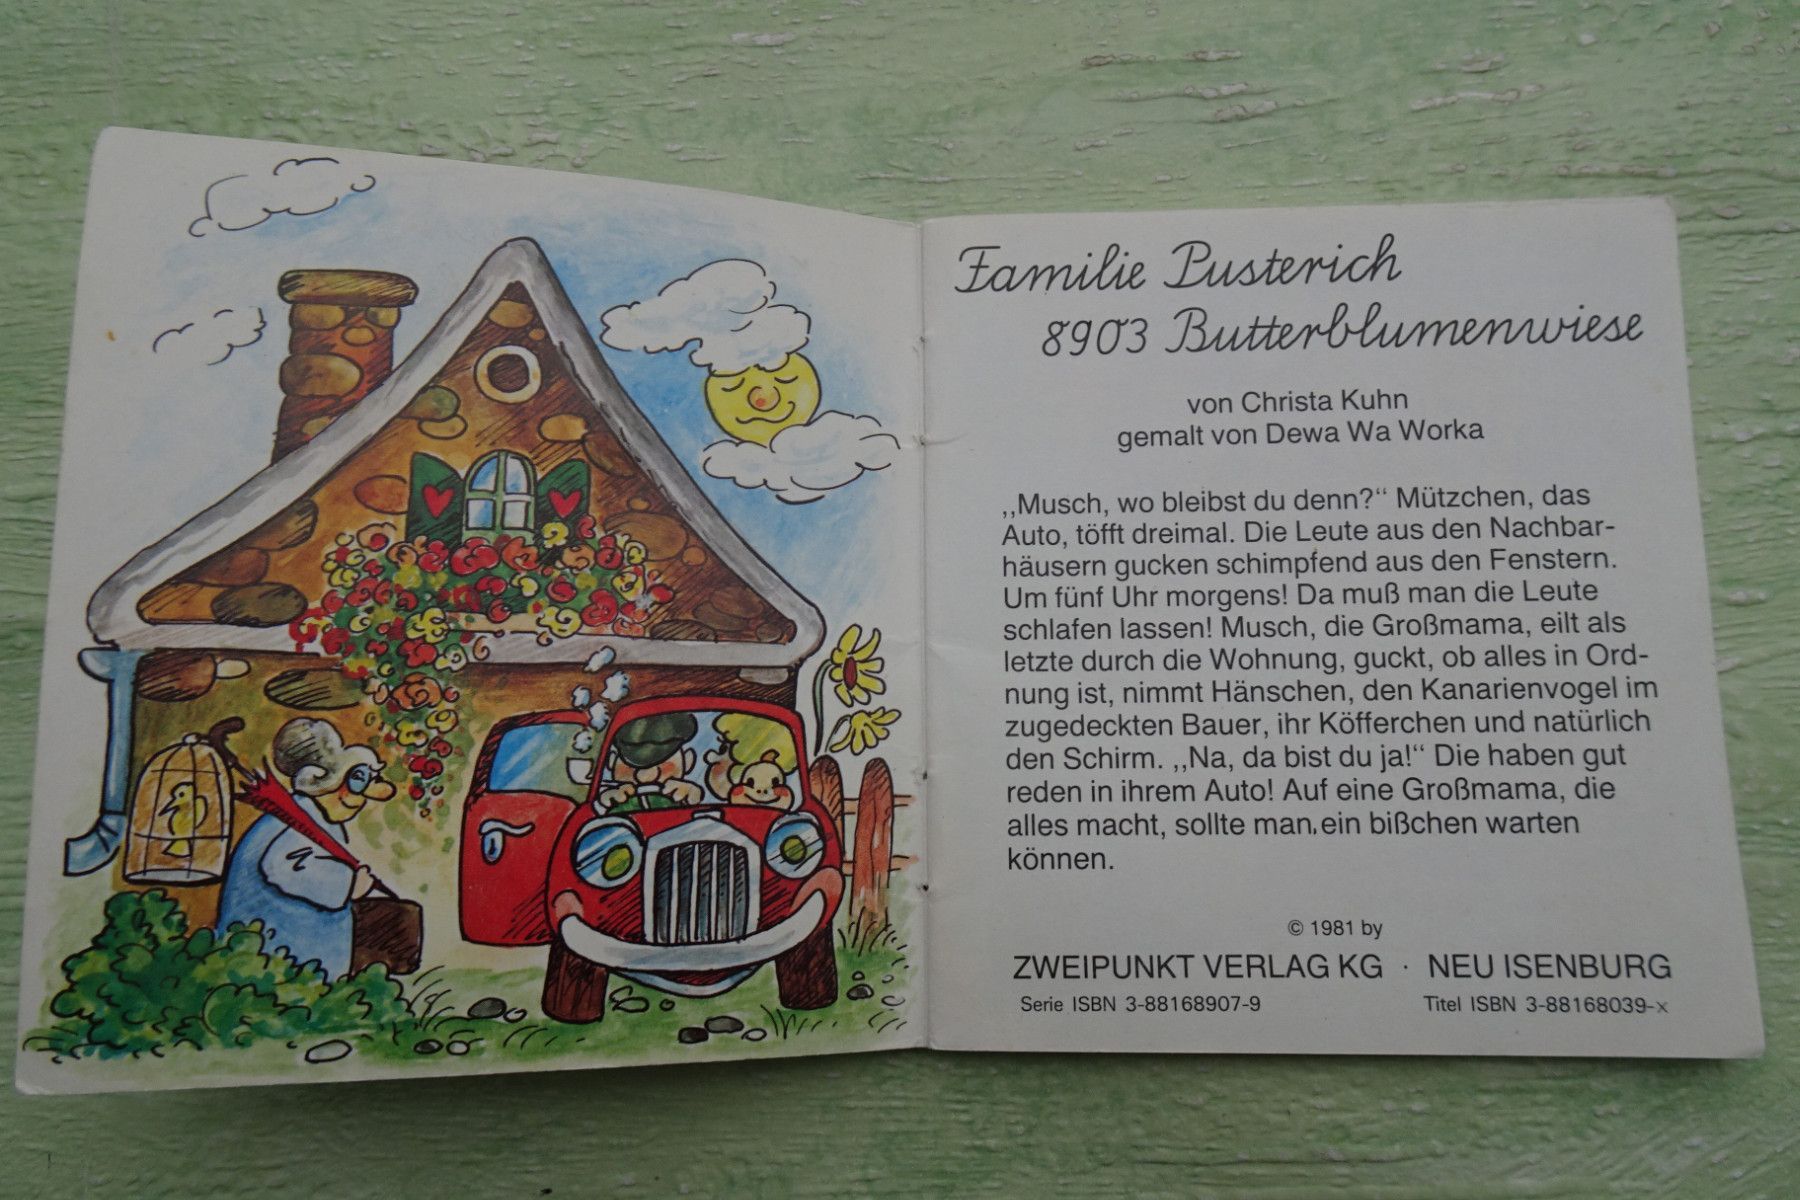 Familie Pusterich
8903 Butterblumenwiese
von Christa Kuhn
gemalt von Dewa Wa Worka
,,Musch, wo bleibst du denn?“ Mützchen, das
Auto, töfft dreimal. Die Leute aus den Nachbar-
häusern gucken schimpfend aus den Fenstern.
Um fünf Uhr morgens! Da muß man die Leute
schlafen lassen! Musch, die Großmama, eilt als
letzte durch die Wohnung, guckt, ob alles in Ord-
nung ist, nimmt Hänschen, den Kanarienvogel im
zugedeckten Bauer, ihr Köfferchen und natürlich
den Schirm. ,,Na, da bist du ja!“ Die haben gut
reden in ihrem Auto! Auf eine Großmama, die
alles macht, sollte man ein bißchen warten
können.
© 1981 by
ZWEIPUNKT VERLAG KG · NEU ISENBURG
Serie ISBN 3-88168907-9 Titel ISBN 3-88168039-x